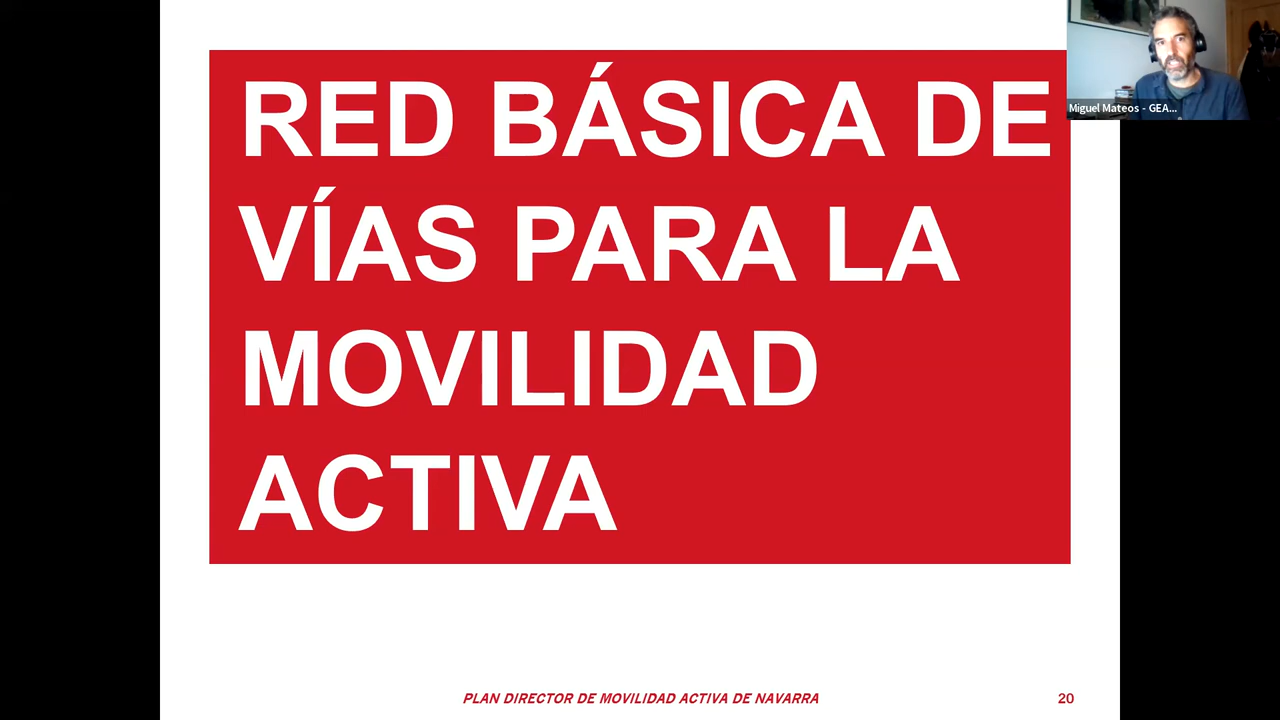 RED BÁSICA DE
VÍAS PARA LA
MOVILIDAD
ACTIVA
Miguel Mateos - GEA...
PLAN DIRECTOR DE MOVILIDAD ACTIVA DE NAVARRA
20